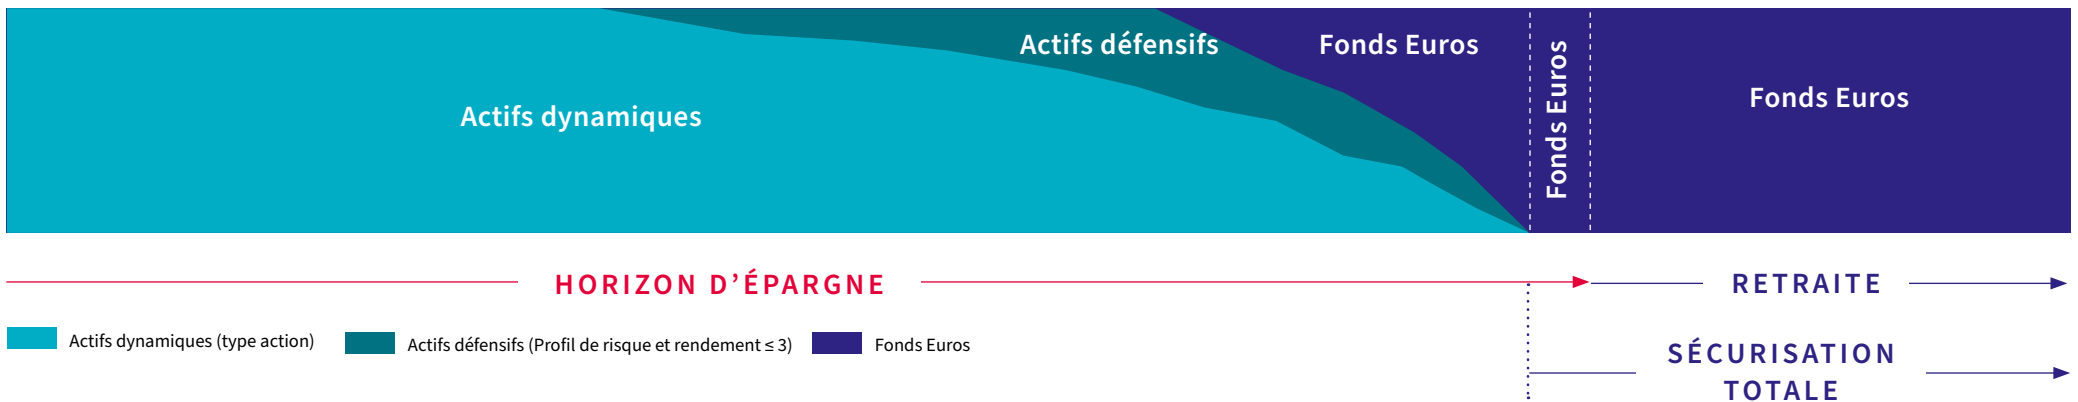 Actifs défensifs
Fonds Euros
Fonds Euros
Fonds Euros
Actifs dynamiques
HORIZON D’ÉPARGNE
RETRAITE
Actifs dynamiques (type action)
Actifs défensifs (Profil de risque et rendement ≤ 3)
Fonds Euros
SÉCURISATION
TOTALE